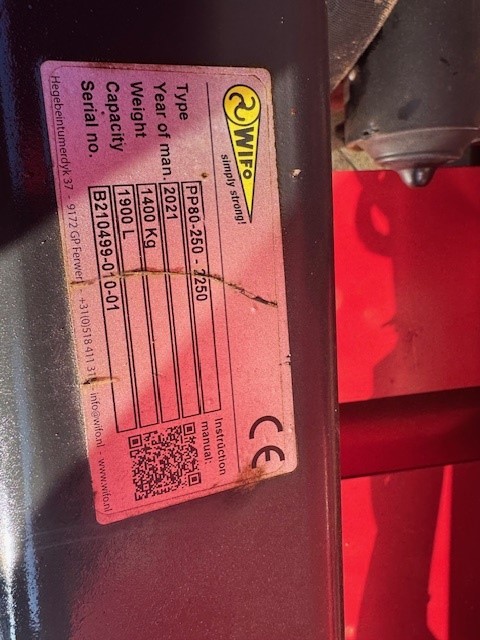 WIFO
simply strong!
Type PP80-250 - 2250
Year of man. 2021
Weight 1400 Kg
Capacity 1900 L
Serial no. B210499-010-01
Instruction manual:
CE
Hegebeintumerdyk 37 - 9172 GP Ferwert - +31(0)518 411 31 - info@wifo.nl - www.wifo.nl